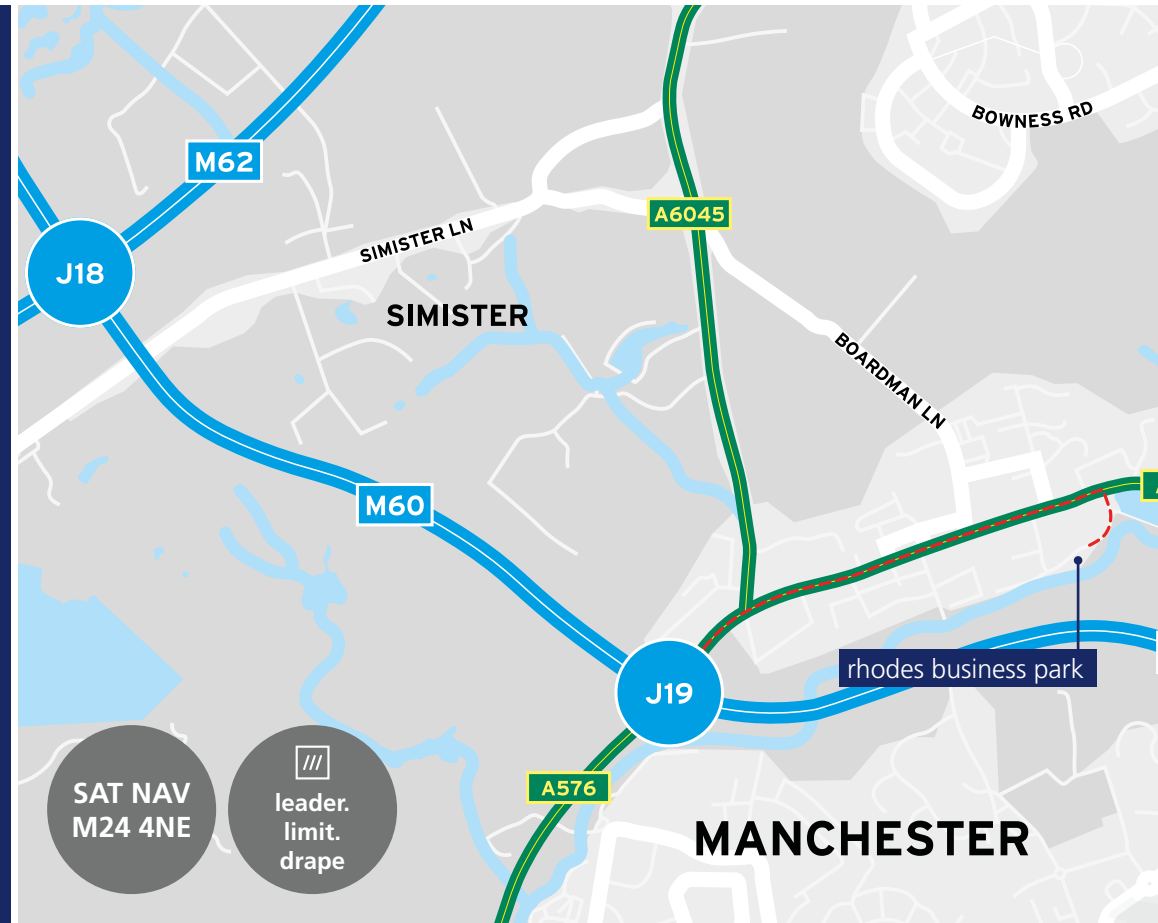 BOWNESS RD
M62
A6045
SIMISTER LN
J18
SIMISTER
BOARDMAN LN
M60
A
rhodes business park
J19
SAT NAV
M24 4NE
///
leader.
limit.
drape
A576
MANCHESTER